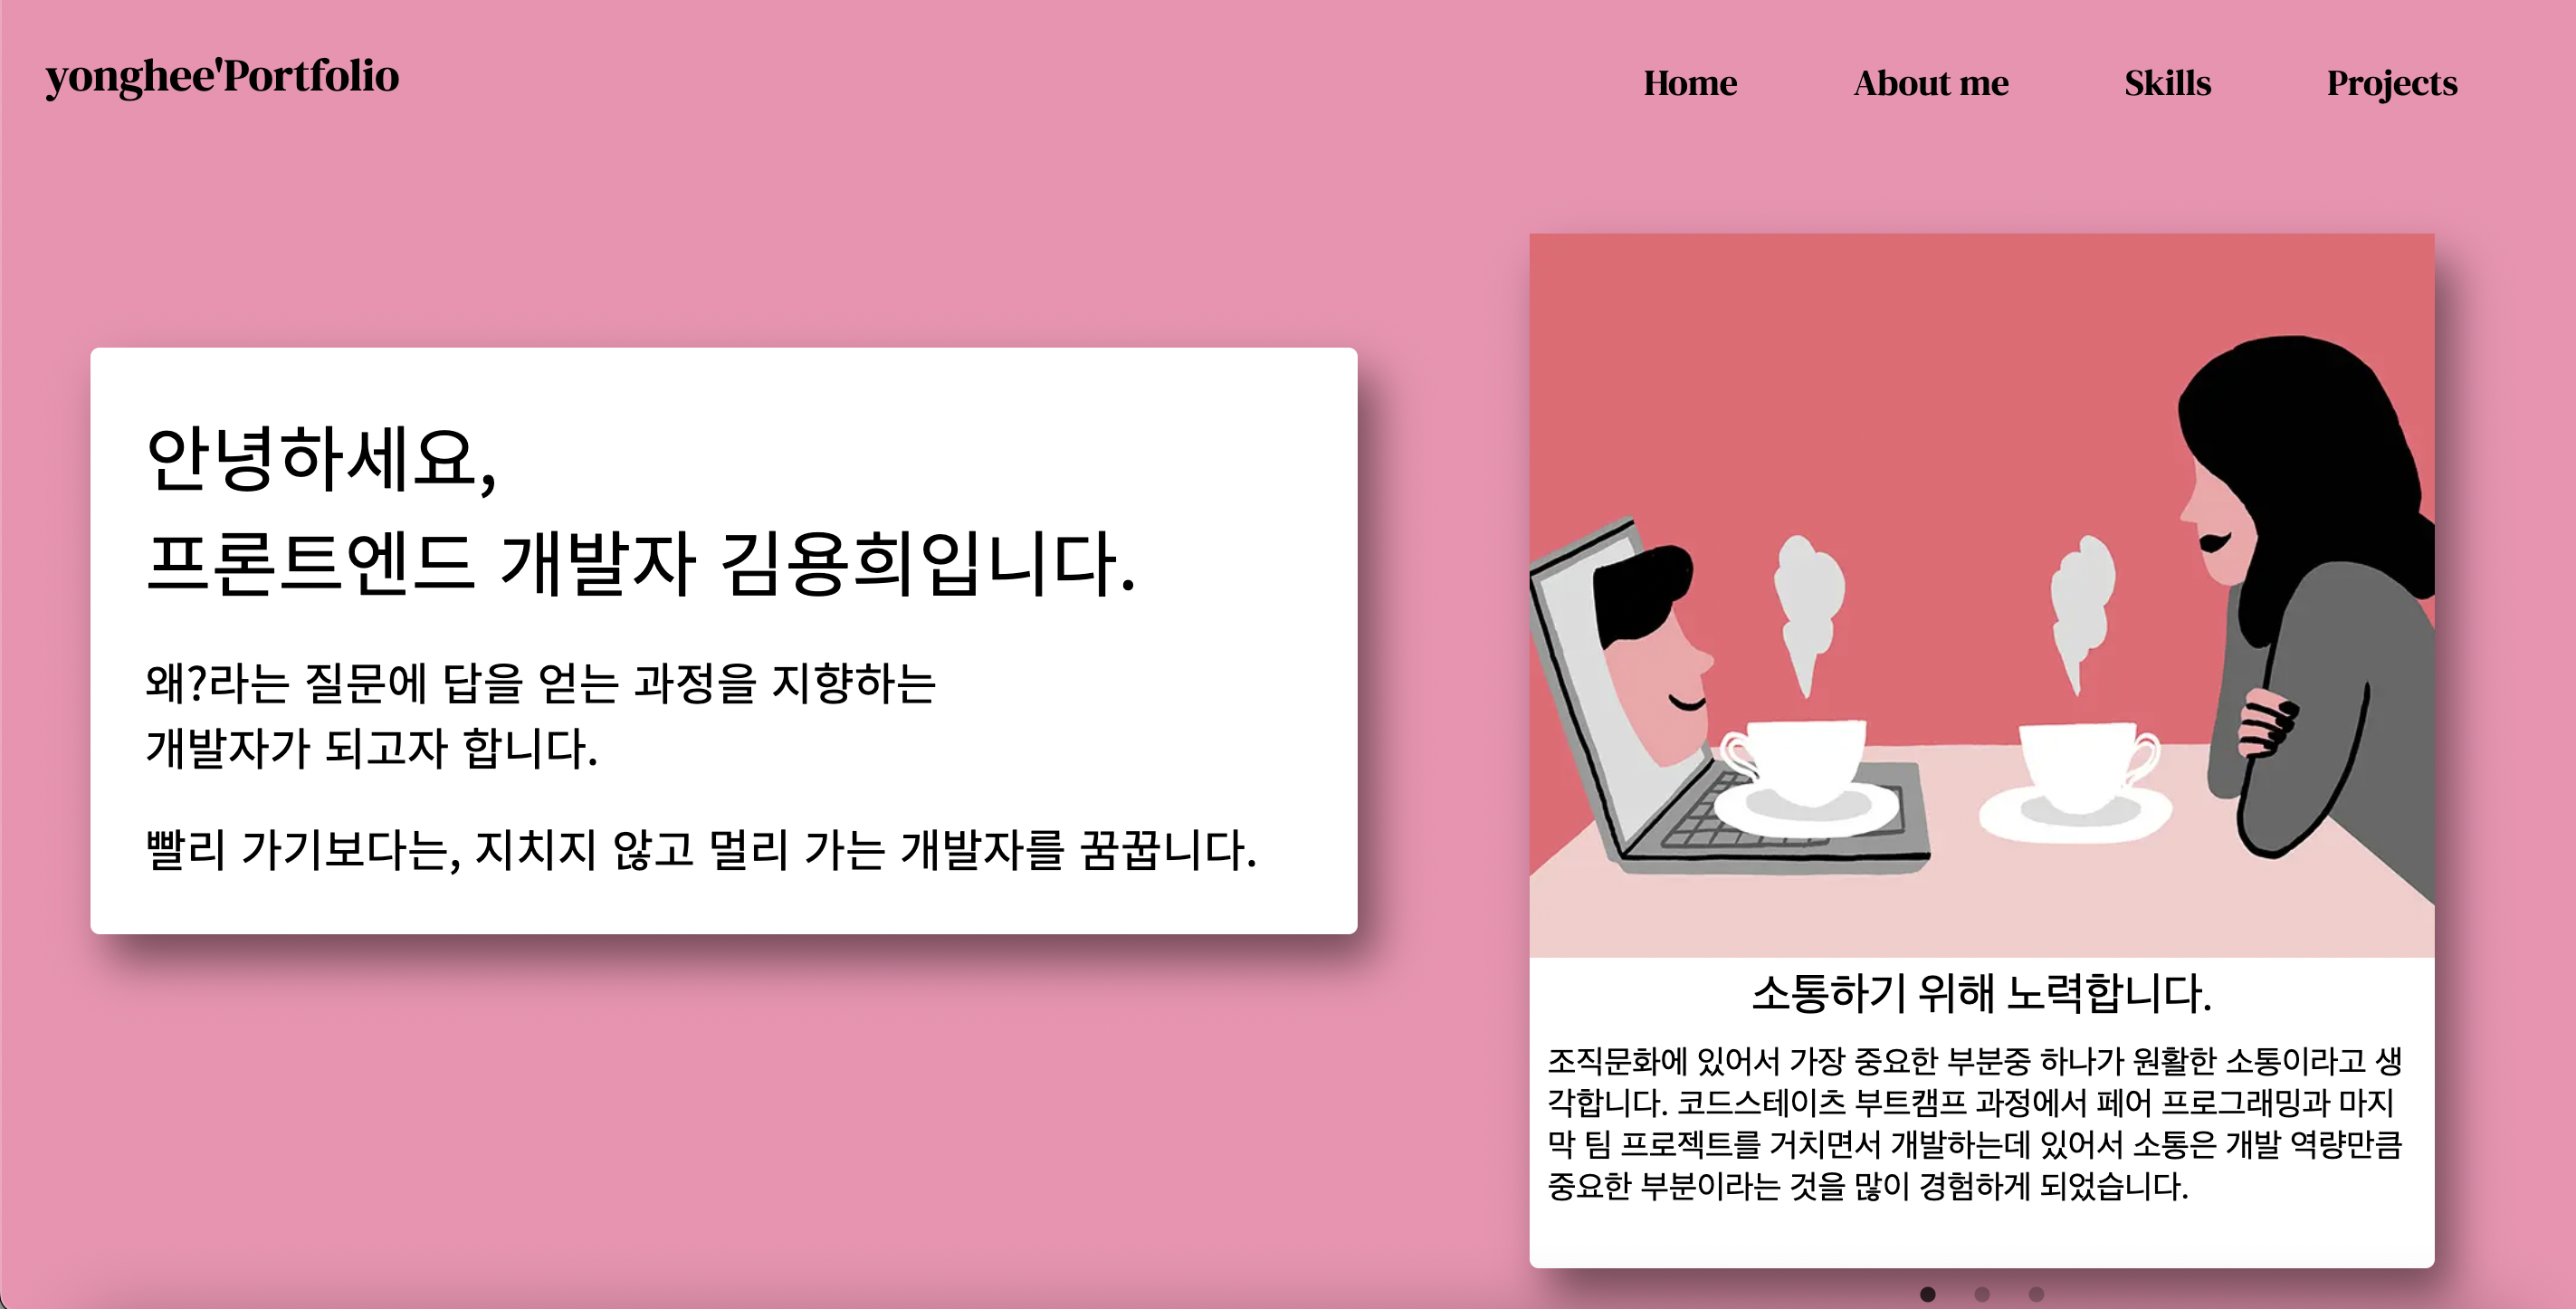 yonghee'Portfolio
Home
About me
Skills
Projects
안녕하세요,
프론트엔드 개발자 김용희입니다.
왜?라는 질문에 답을 얻는 과정을 지향하는
개발자가 되고자 합니다.
빨리 가기보다는, 지치지 않고 멀리 가는 개발자를 꿈꿉니다.
소통하기 위해 노력합니다.
조직문화에 있어서 가장 중요한 부분중 하나가 원활한 소통이라고 생
각합니다. 코드스테이츠 부트캠프 과정에서 페어 프로그래밍과 마지
막 팀 프로젝트를 거치면서 개발하는데 있어서 소통은 개발 역량만큼
중요한 부분이라는 것을 많이 경험하게 되었습니다.